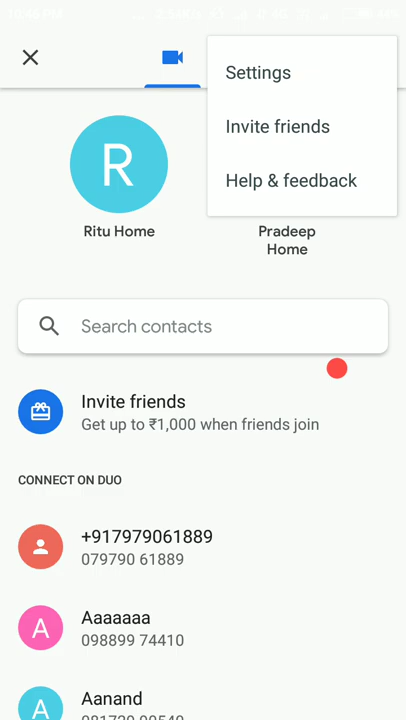 Settings
Invite friends
Help & feedback
R
Ritu Home
Pradeep
Home
Search contacts
Invite friends
Get up to ₹1,000 when friends join
CONNECT ON DUO
+917979061889
079790 61889
A
Aaaaaaa
098899 74410
A
Aanand